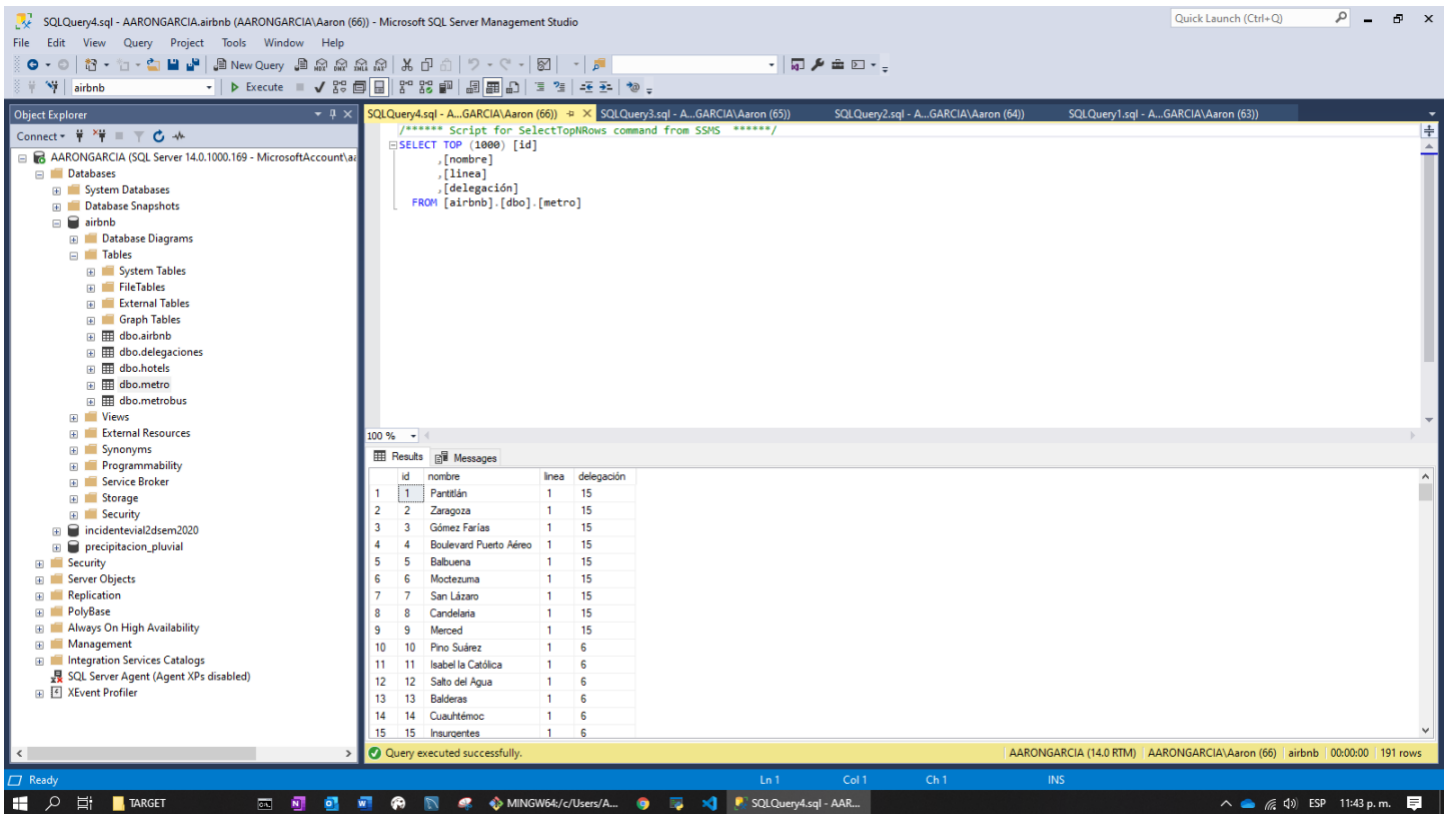 SQLQuery4.sql - AARONGARCIA.airbnb (AARONGARCIA\Aaron (66)) - Microsoft SQL Server Management Studio
Quick Launch (Ctrl+Q)
File Edit View Query Project Tools Window Help
New Query
airbnb
Execute
Object Explorer
Connect
AARONGARCIA (SQL Server 14.0.1000.169 - MicrosoftAccount\aa
Databases
System Databases
Database Snapshots
airbnb
Database Diagrams
Tables
System Tables
FileTables
External Tables
Graph Tables
dbo.airbnb
dbo.delegaciones
dbo.hotels
dbo.metro
dbo.metrobus
Views
External Resources
Synonyms
Programmability
Service Broker
Storage
Security
incidentevial2dsem2020
precipitacion_pluvial
Security
Server Objects
Replication
PolyBase
Always On High Availability
Management
Integration Services Catalogs
SQL Server Agent (Agent XPs disabled)
XEvent Profiler
SQLQuery4.sql - A...GARCIA\Aaron (66)) SQLQuery3.sql - A...GARCIA\Aaron (65)) SQLQuery2.sql - A...GARCIA\Aaron (64)) SQLQuery1.sql - A...GARCIA\Aaron (63))
/****** Script for SelectTopNRows command from SSMS ******/
SELECT TOP (1000) [id]
,[nombre]
,[linea]
,[delegación]
FROM [airbnb].[dbo].[metro]
100 %
Results Messages
id nombre linea delegación
1 1 Pantitlán 1 15
2 2 Zaragoza 1 15
3 3 Gómez Farías 1 15
4 4 Boulevard Puerto Aéreo 1 15
5 5 Balbuena 1 15
6 6 Moctezuma 1 15
7 7 San Lázaro 1 15
8 8 Candelaria 1 15
9 9 Merced 1 15
10 10 Pino Suárez 1 6
11 11 Isabel la Católica 1 6
12 12 Salto del Agua 1 6
13 13 Balderas 1 6
14 14 Cuauhtémoc 1 6
15 15 Insurgentes 1 6
Query executed successfully.
AARONGARCIA (14.0 RTM) AARONGARCIA\Aaron (66) airbnb 00:00:00 191 rows
Ready Ln 1 Col 1 Ch 1 INS
TARGET MINGW64:/c/Users/A... SQLQuery4.sql - AAR... ESP 11:43 p. m.